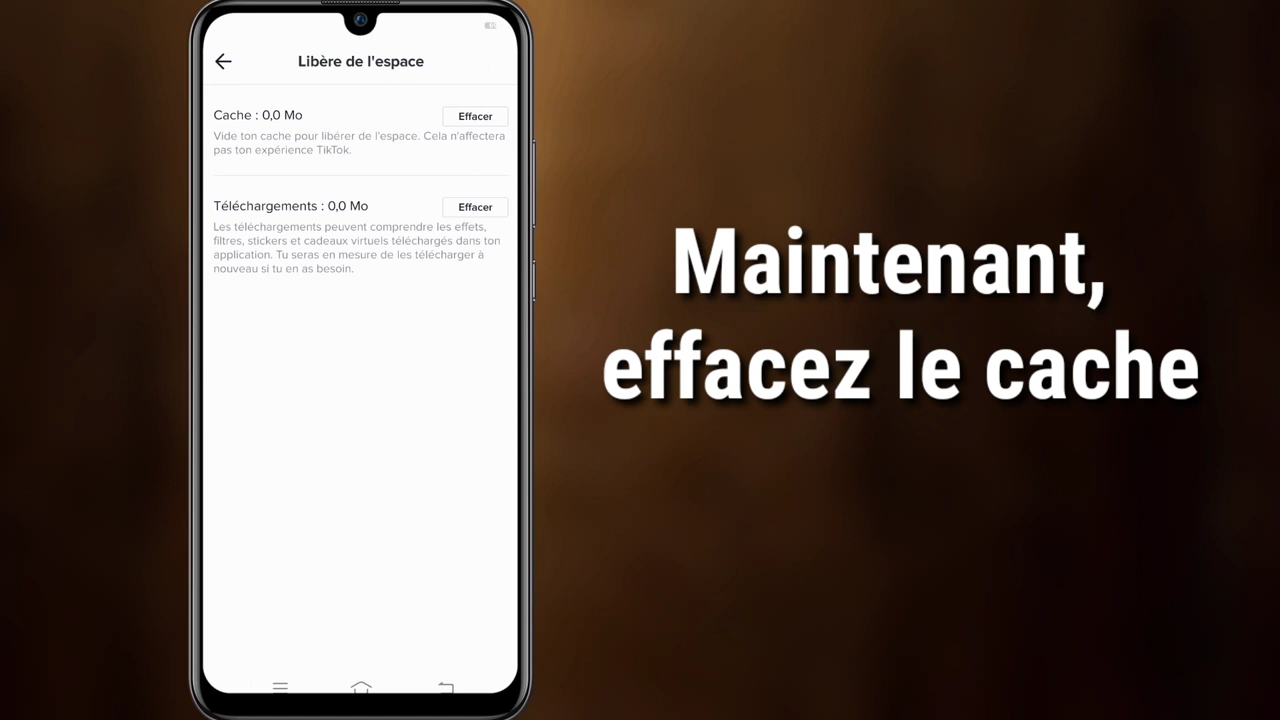 Libère de l'espace
Cache : 0,0 Mo
Effacer
Vide ton cache pour libérer de l'espace. Cela n'affectera
pas ton expérience TikTok.
Téléchargements : 0,0 Mo
Effacer
Les téléchargements peuvent comprendre les effets,
filtres, stickers et cadeaux virtuels téléchargés dans ton
application. Tu seras en mesure de les télécharger à
nouveau si tu en as besoin.
Maintenant,
effacez le cache